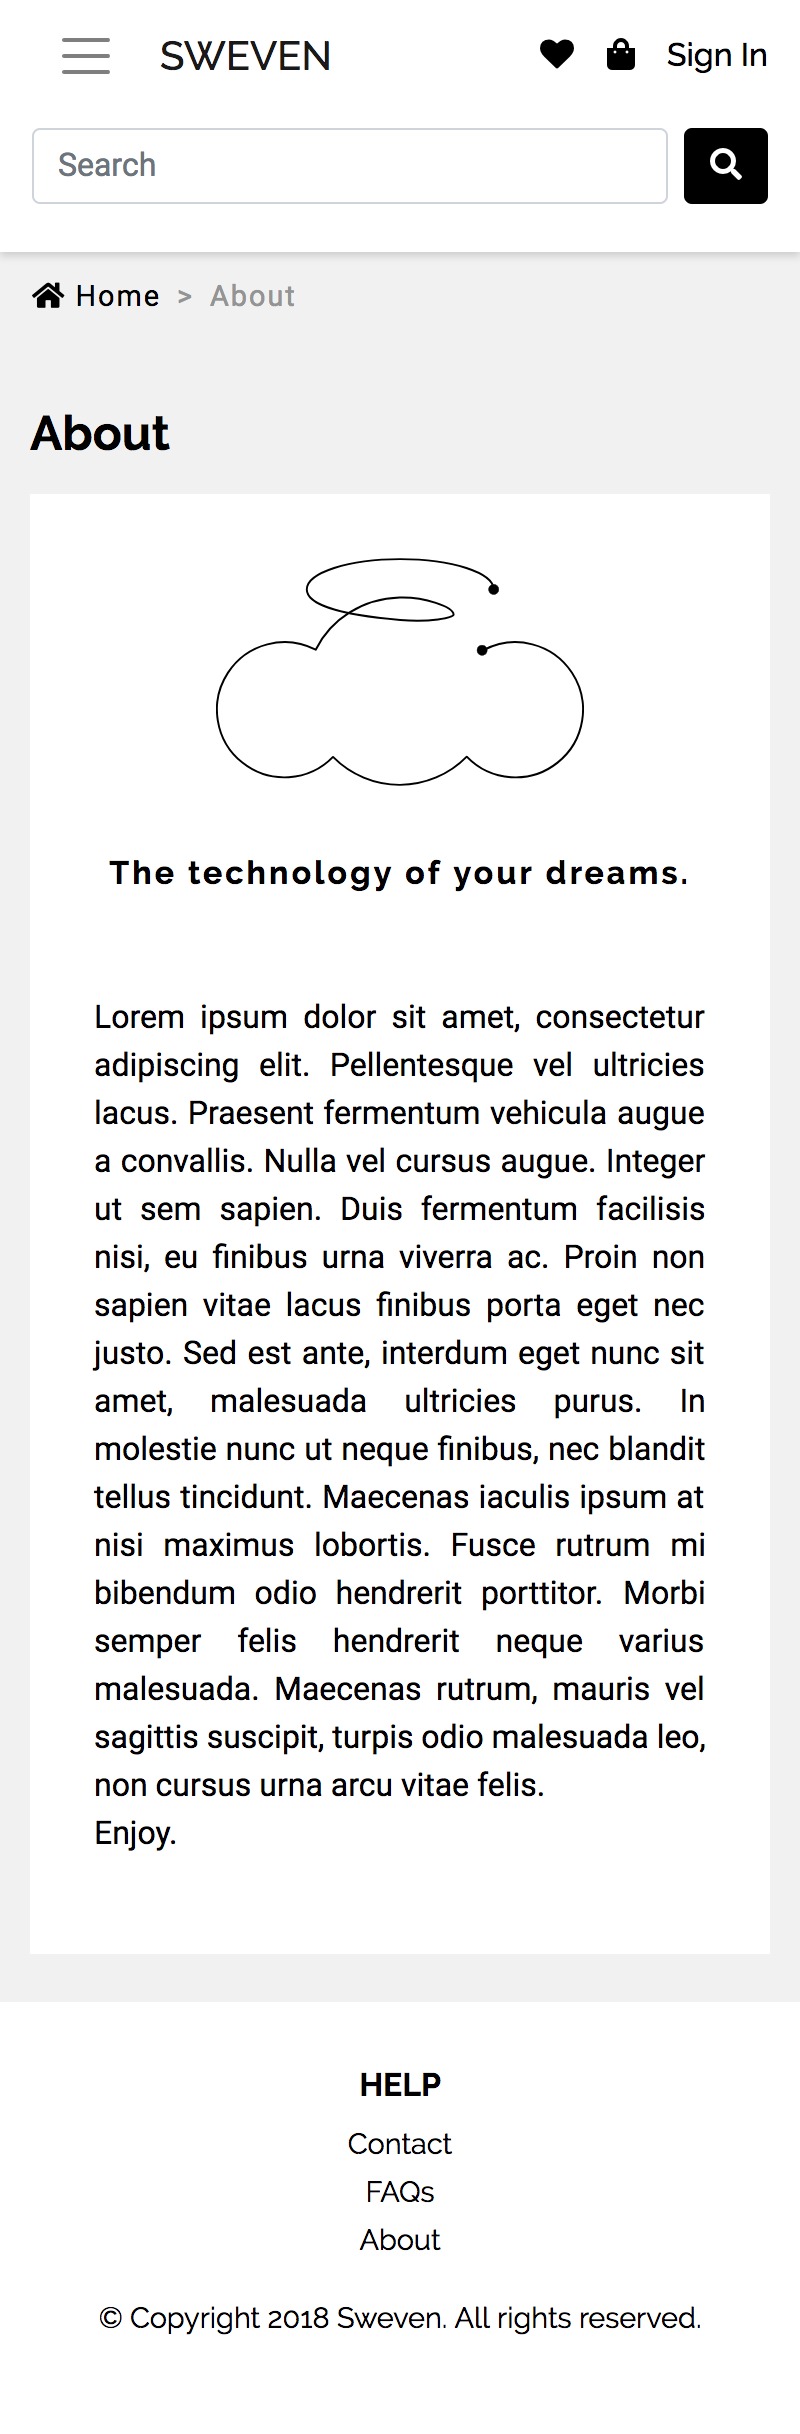 SWEVEN
Sign In
Search
Home > About
About
The technology of your dreams.
Lorem ipsum dolor sit amet, consectetur
adipiscing elit. Pellentesque vel ultricies
lacus. Praesent fermentum vehicula augue
a convallis. Nulla vel cursus augue. Integer
ut sem sapien. Duis fermentum facilisis
nisi, eu finibus urna viverra ac. Proin non
sapien vitae lacus finibus porta eget nec
justo. Sed est ante, interdum eget nunc sit
amet, malesuada ultricies purus. In
molestie nunc ut neque finibus, nec blandit
tellus tincidunt. Maecenas iaculis ipsum at
nisi maximus lobortis. Fusce rutrum mi
bibendum odio hendrerit porttitor. Morbi
semper felis hendrerit neque varius
malesuada. Maecenas rutrum, mauris vel
sagittis suscipit, turpis odio malesuada leo,
non cursus urna arcu vitae felis.
Enjoy.
HELP
Contact
FAQs
About
© Copyright 2018 Sweven. All rights reserved.